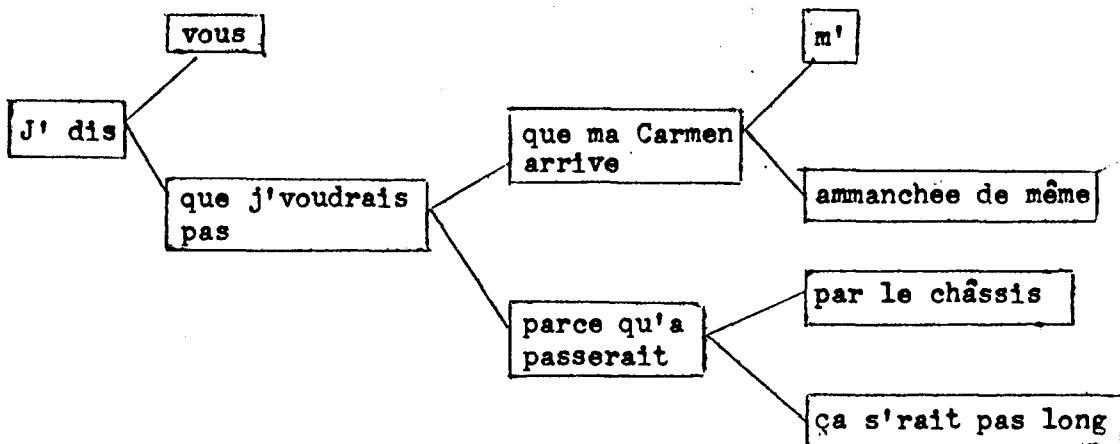 vous
m'
J' dis
que ma Carmen
arrive
que j'voudrais
pas
ammanchée de même
par le châssis
parce qu'a
passerait
ça s'rait pas long